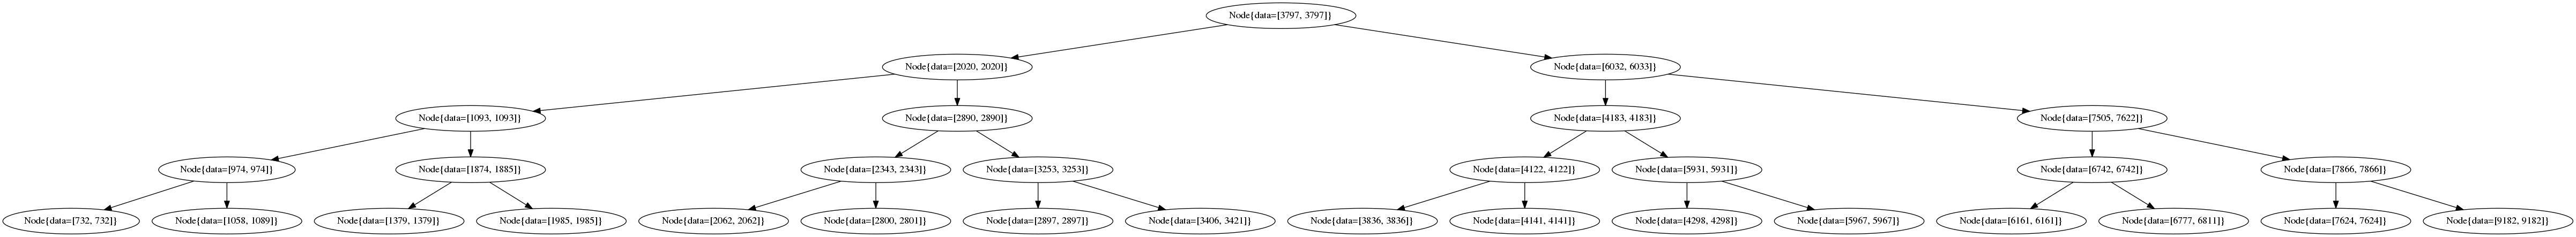 Node{data=[3797, 3797]}
Node{data=[2020, 2020]}
Node{data=[6032, 6033]}
Node{data=[1093, 1093]}
Node{data=[2890, 2890]}
Node{data=[4183, 4183]}
Node{data=[7505, 7622]}
Node{data=[974, 974]}
Node{data=[1874, 1885]}
Node{data=[2343, 2343]}
Node{data=[3253, 3253]}
Node{data=[4122, 4122]}
Node{data=[5931, 5931]}
Node{data=[6742, 6742]}
Node{data=[7866, 7866]}
Node{data=[732, 732]}
Node{data=[1058, 1089]}
Node{data=[1379, 1379]}
Node{data=[1985, 1985]}
Node{data=[2062, 2062]}
Node{data=[2800, 2801]}
Node{data=[2897, 2897]}
Node{data=[3406, 3421]}
Node{data=[3836, 3836]}
Node{data=[4141, 4141]}
Node{data=[4298, 4298]}
Node{data=[5967, 5967]}
Node{data=[6161, 6161]}
Node{data=[6777, 6811]}
Node{data=[7624, 7624]}
Node{data=[9182, 9182]}